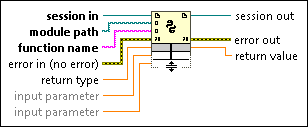 session in
session out
module path
function name
error in (no error)
error out
return type
return value
input parameter
input parameter